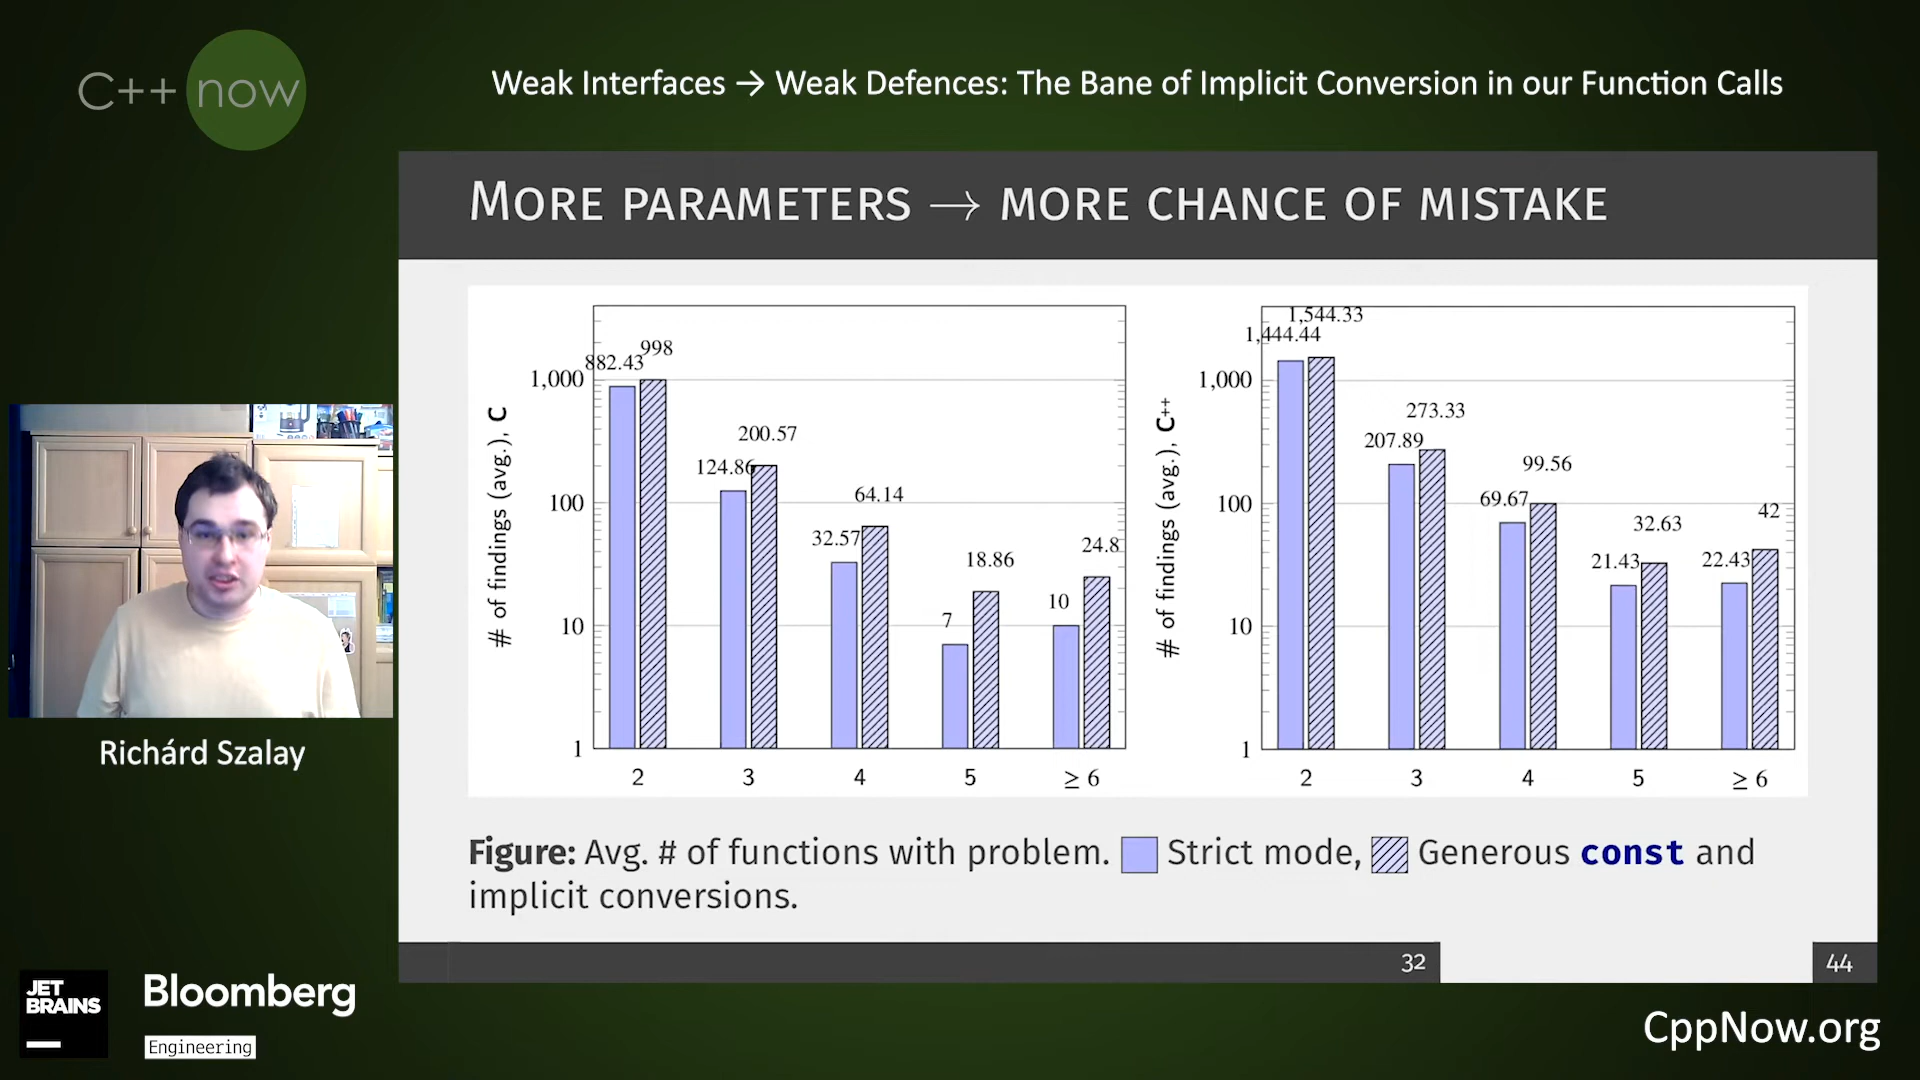 C++ now
Weak Interfaces → Weak Defences: The Bane of Implicit Conversion in our Function Calls
MORE PARAMETERS → MORE CHANCE OF MISTAKE
# of findings (avg.), C
1,000
100
10
1
882.43
998
124.86
200.57
32.57
64.14
7
18.86
10
24.8
2 3 4 5 ≥ 6
# of findings (avg.), C++
1,000
100
10
1
1,444.44
1,544.33
207.89
273.33
69.67
99.56
21.43
32.63
22.43
42
2 3 4 5 ≥ 6
Figure: Avg. # of functions with problem. Strict mode, Generous const and
implicit conversions.
32
44
Richárd Szalay
JET
BRAINS
Bloomberg
Engineering
CppNow.org